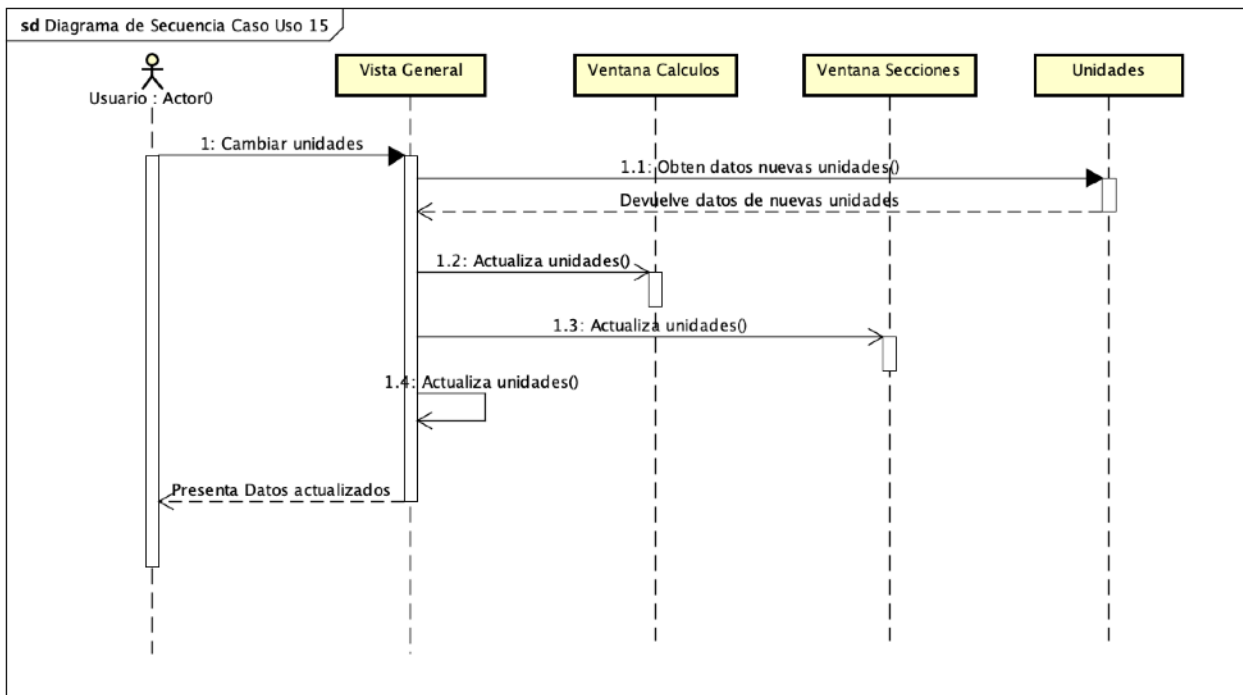 sd Diagrama de Secuencia Caso Uso 15
Usuario : Actor0
Vista General
Ventana Calculos
Ventana Secciones
Unidades
1: Cambiar unidades
1.1: Obten datos nuevas unidades()
Devuelve datos de nuevas unidades
1.2: Actualiza unidades()
1.3: Actualiza unidades()
1.4: Actualiza unidades()
Presenta Datos actualizados